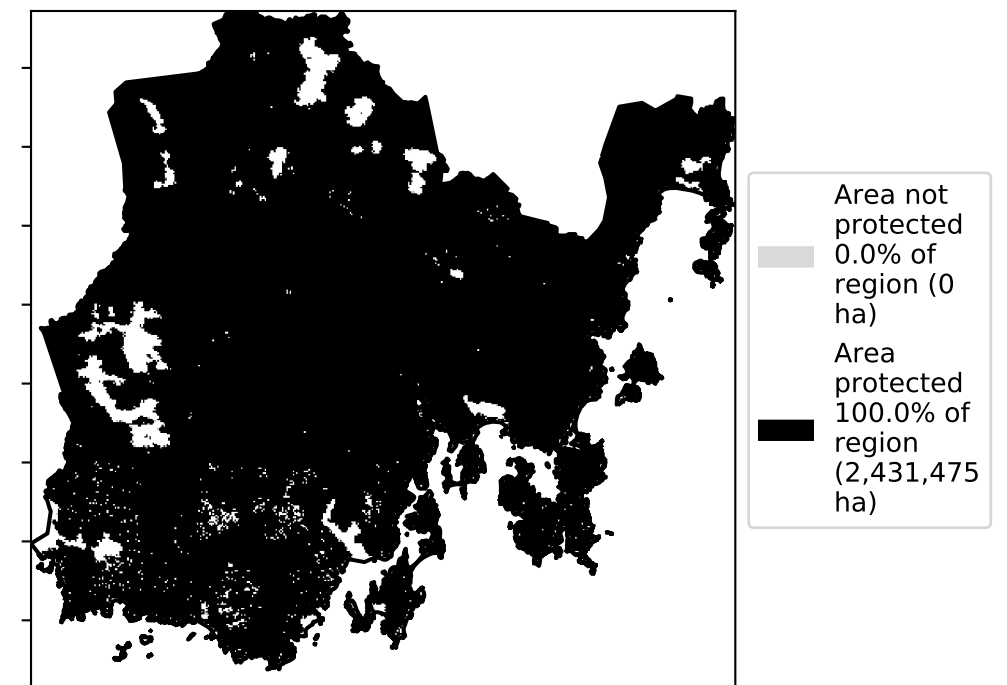 Area not
protected
0.0% of
region (0
ha)
Area
protected
100.0% of
region
(2,431,475
ha)